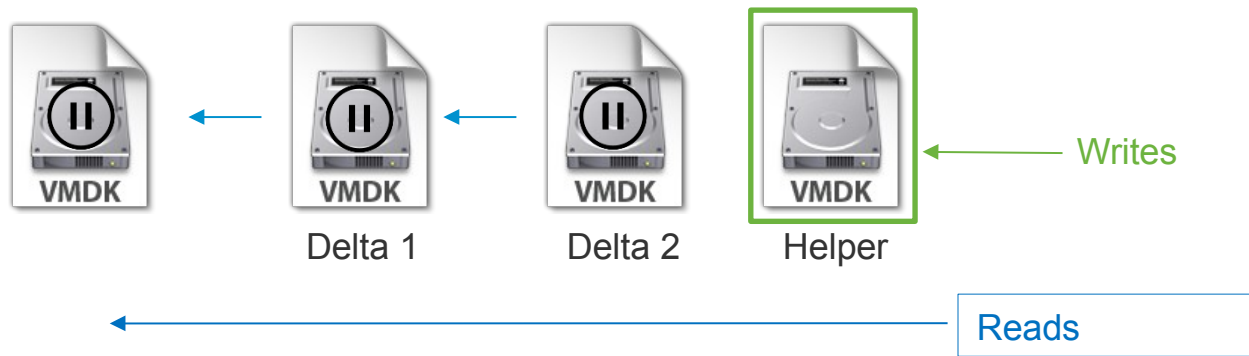 VMDK
VMDK
VMDK
VMDK
Writes
Delta 1
Delta 2
Helper
Reads